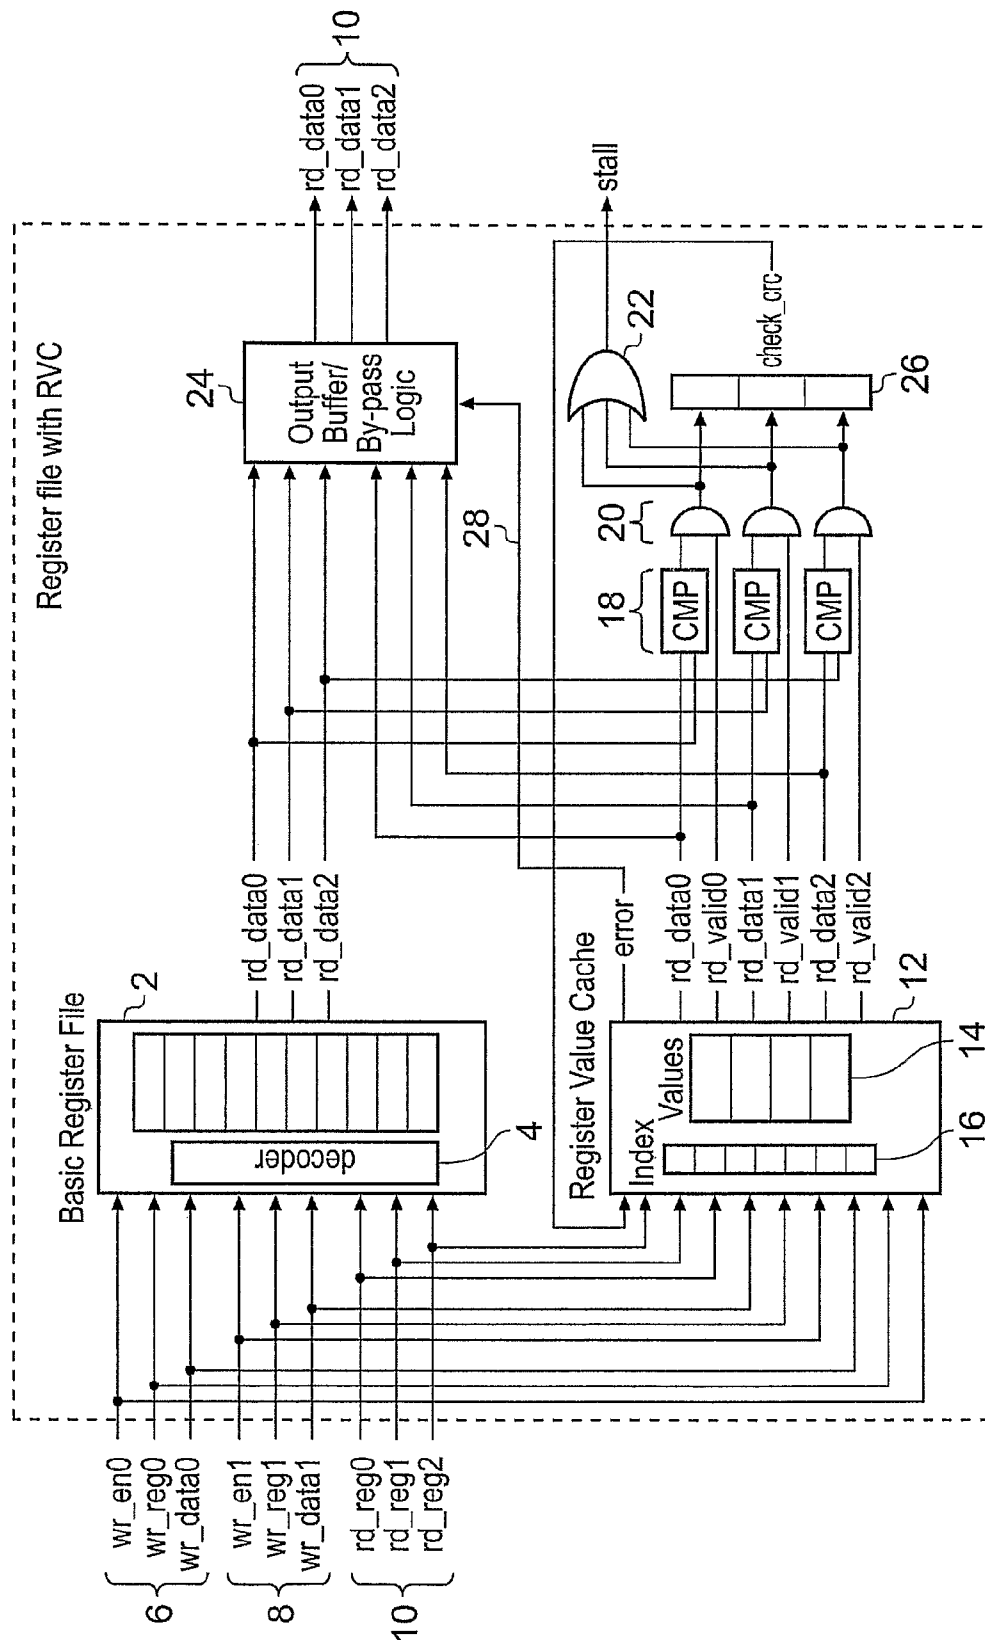 Register file with RVC
wr_en0
wr_reg0
wr_data0
6
wr_en1
wr_reg1
wr_data1
8
rd_reg0
rd_reg1
rd_reg2
10
Basic Register File
2
decoder
4
rd_data0
rd_data1
rd_data2
24
Output
Buffer/
By-pass
Logic
rd_data0
rd_data1
rd_data2
10
28
Register Value Cache
error
Index
Values
16
14
12
rd_data0
rd_valid0
rd_data1
rd_valid1
rd_data2
rd_valid2
18
CMP
CMP
CMP
20
22
stall
check_crc
26